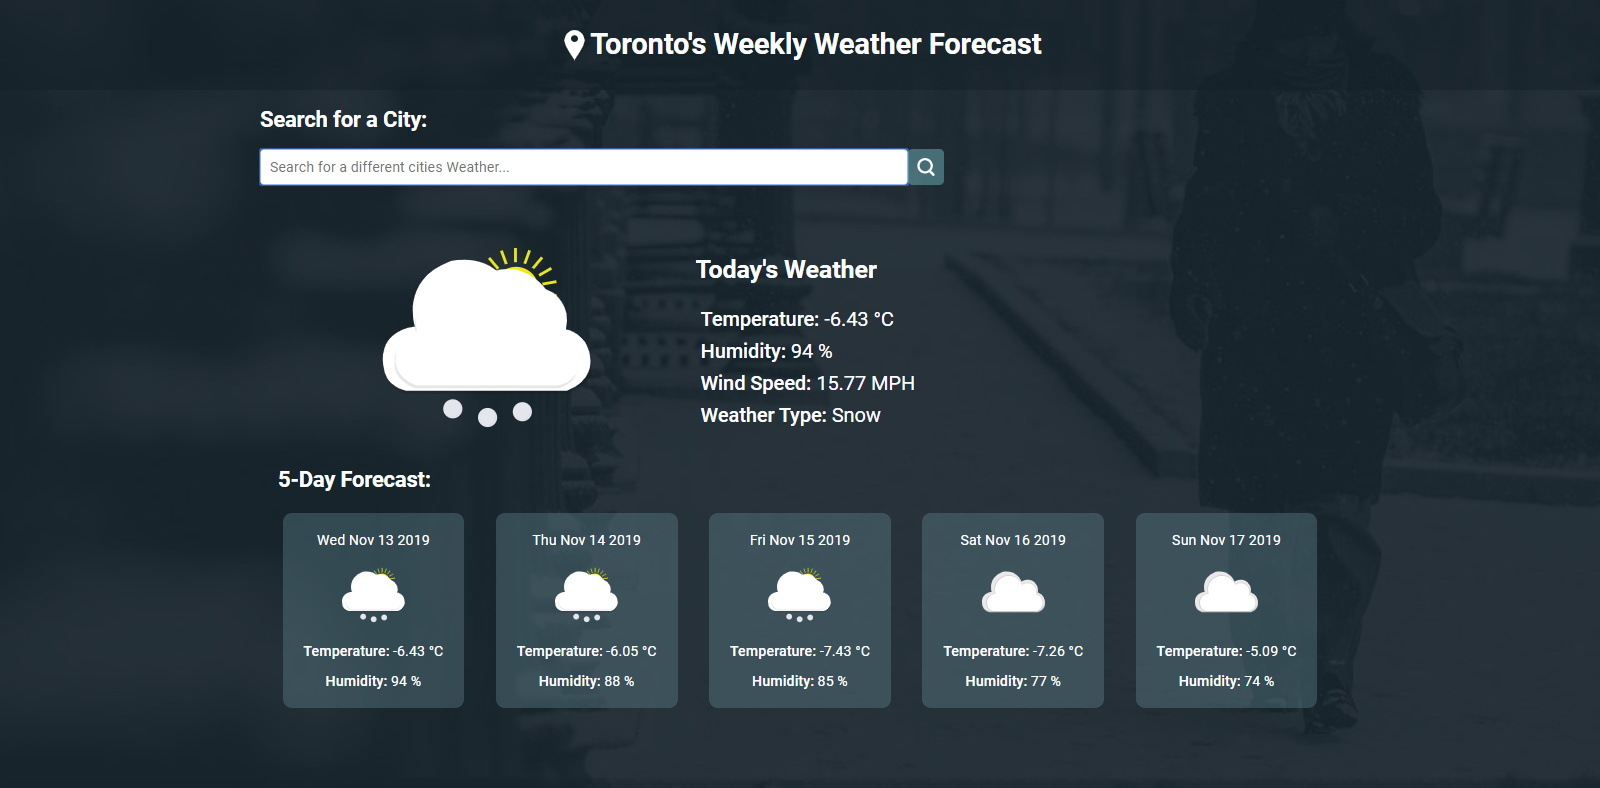 Toronto's Weekly Weather Forecast
Search for a City:
Search for a different cities Weather...
Today's Weather
Temperature: -6.43 °C
Humidity: 94 %
Wind Speed: 15.77 MPH
Weather Type: Snow
5-Day Forecast:
Wed Nov 13 2019
Temperature: -6.43 °C
Humidity: 94 %
Thu Nov 14 2019
Temperature: -6.05 °C
Humidity: 88 %
Fri Nov 15 2019
Temperature: -7.43 °C
Humidity: 85 %
Sat Nov 16 2019
Temperature: -7.26 °C
Humidity: 77 %
Sun Nov 17 2019
Temperature: -5.09 °C
Humidity: 74 %